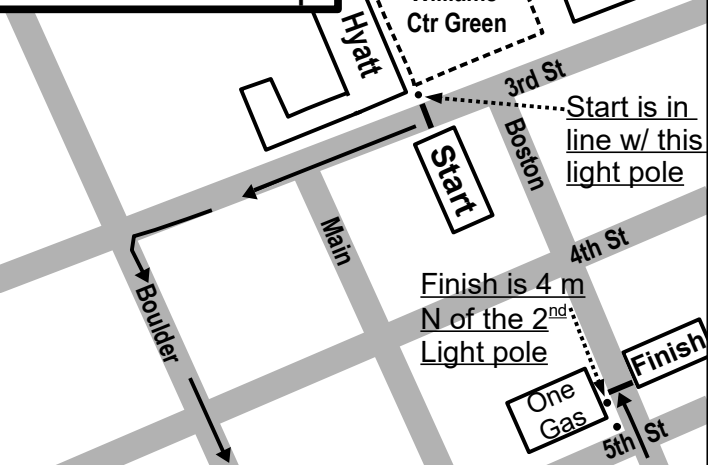 Ctr Green
Hyatt
3rd St
Start is in
line w/ this
light pole
Boston
Start
Main
4th St
Finish is 4 m
N of the 2nd
Light pole
Boulder
Finish
One
Gas
5th St